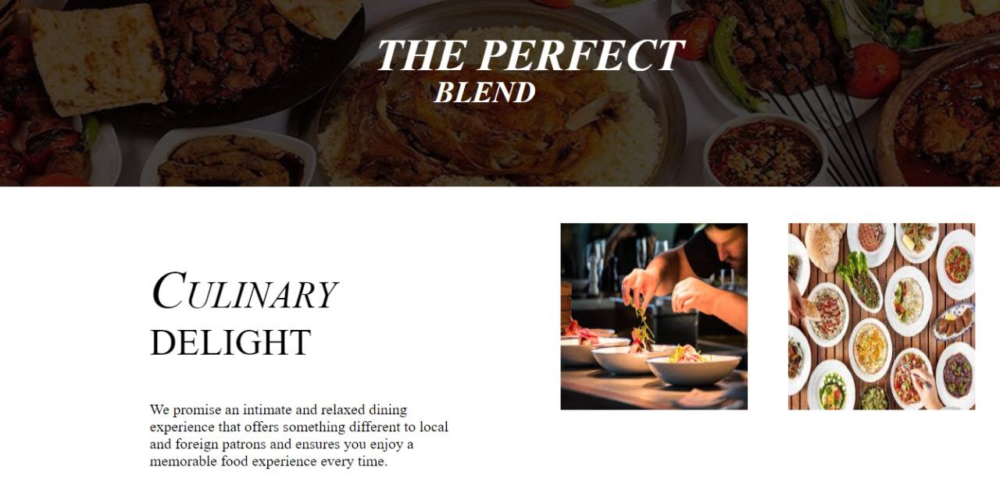 THE PERFECT
BLEND
CULINARY
DELIGHT
We promise an intimate and relaxed dining
experience that offers something different to local
and foreign patrons and ensures you enjoy a
memorable food experience every time.